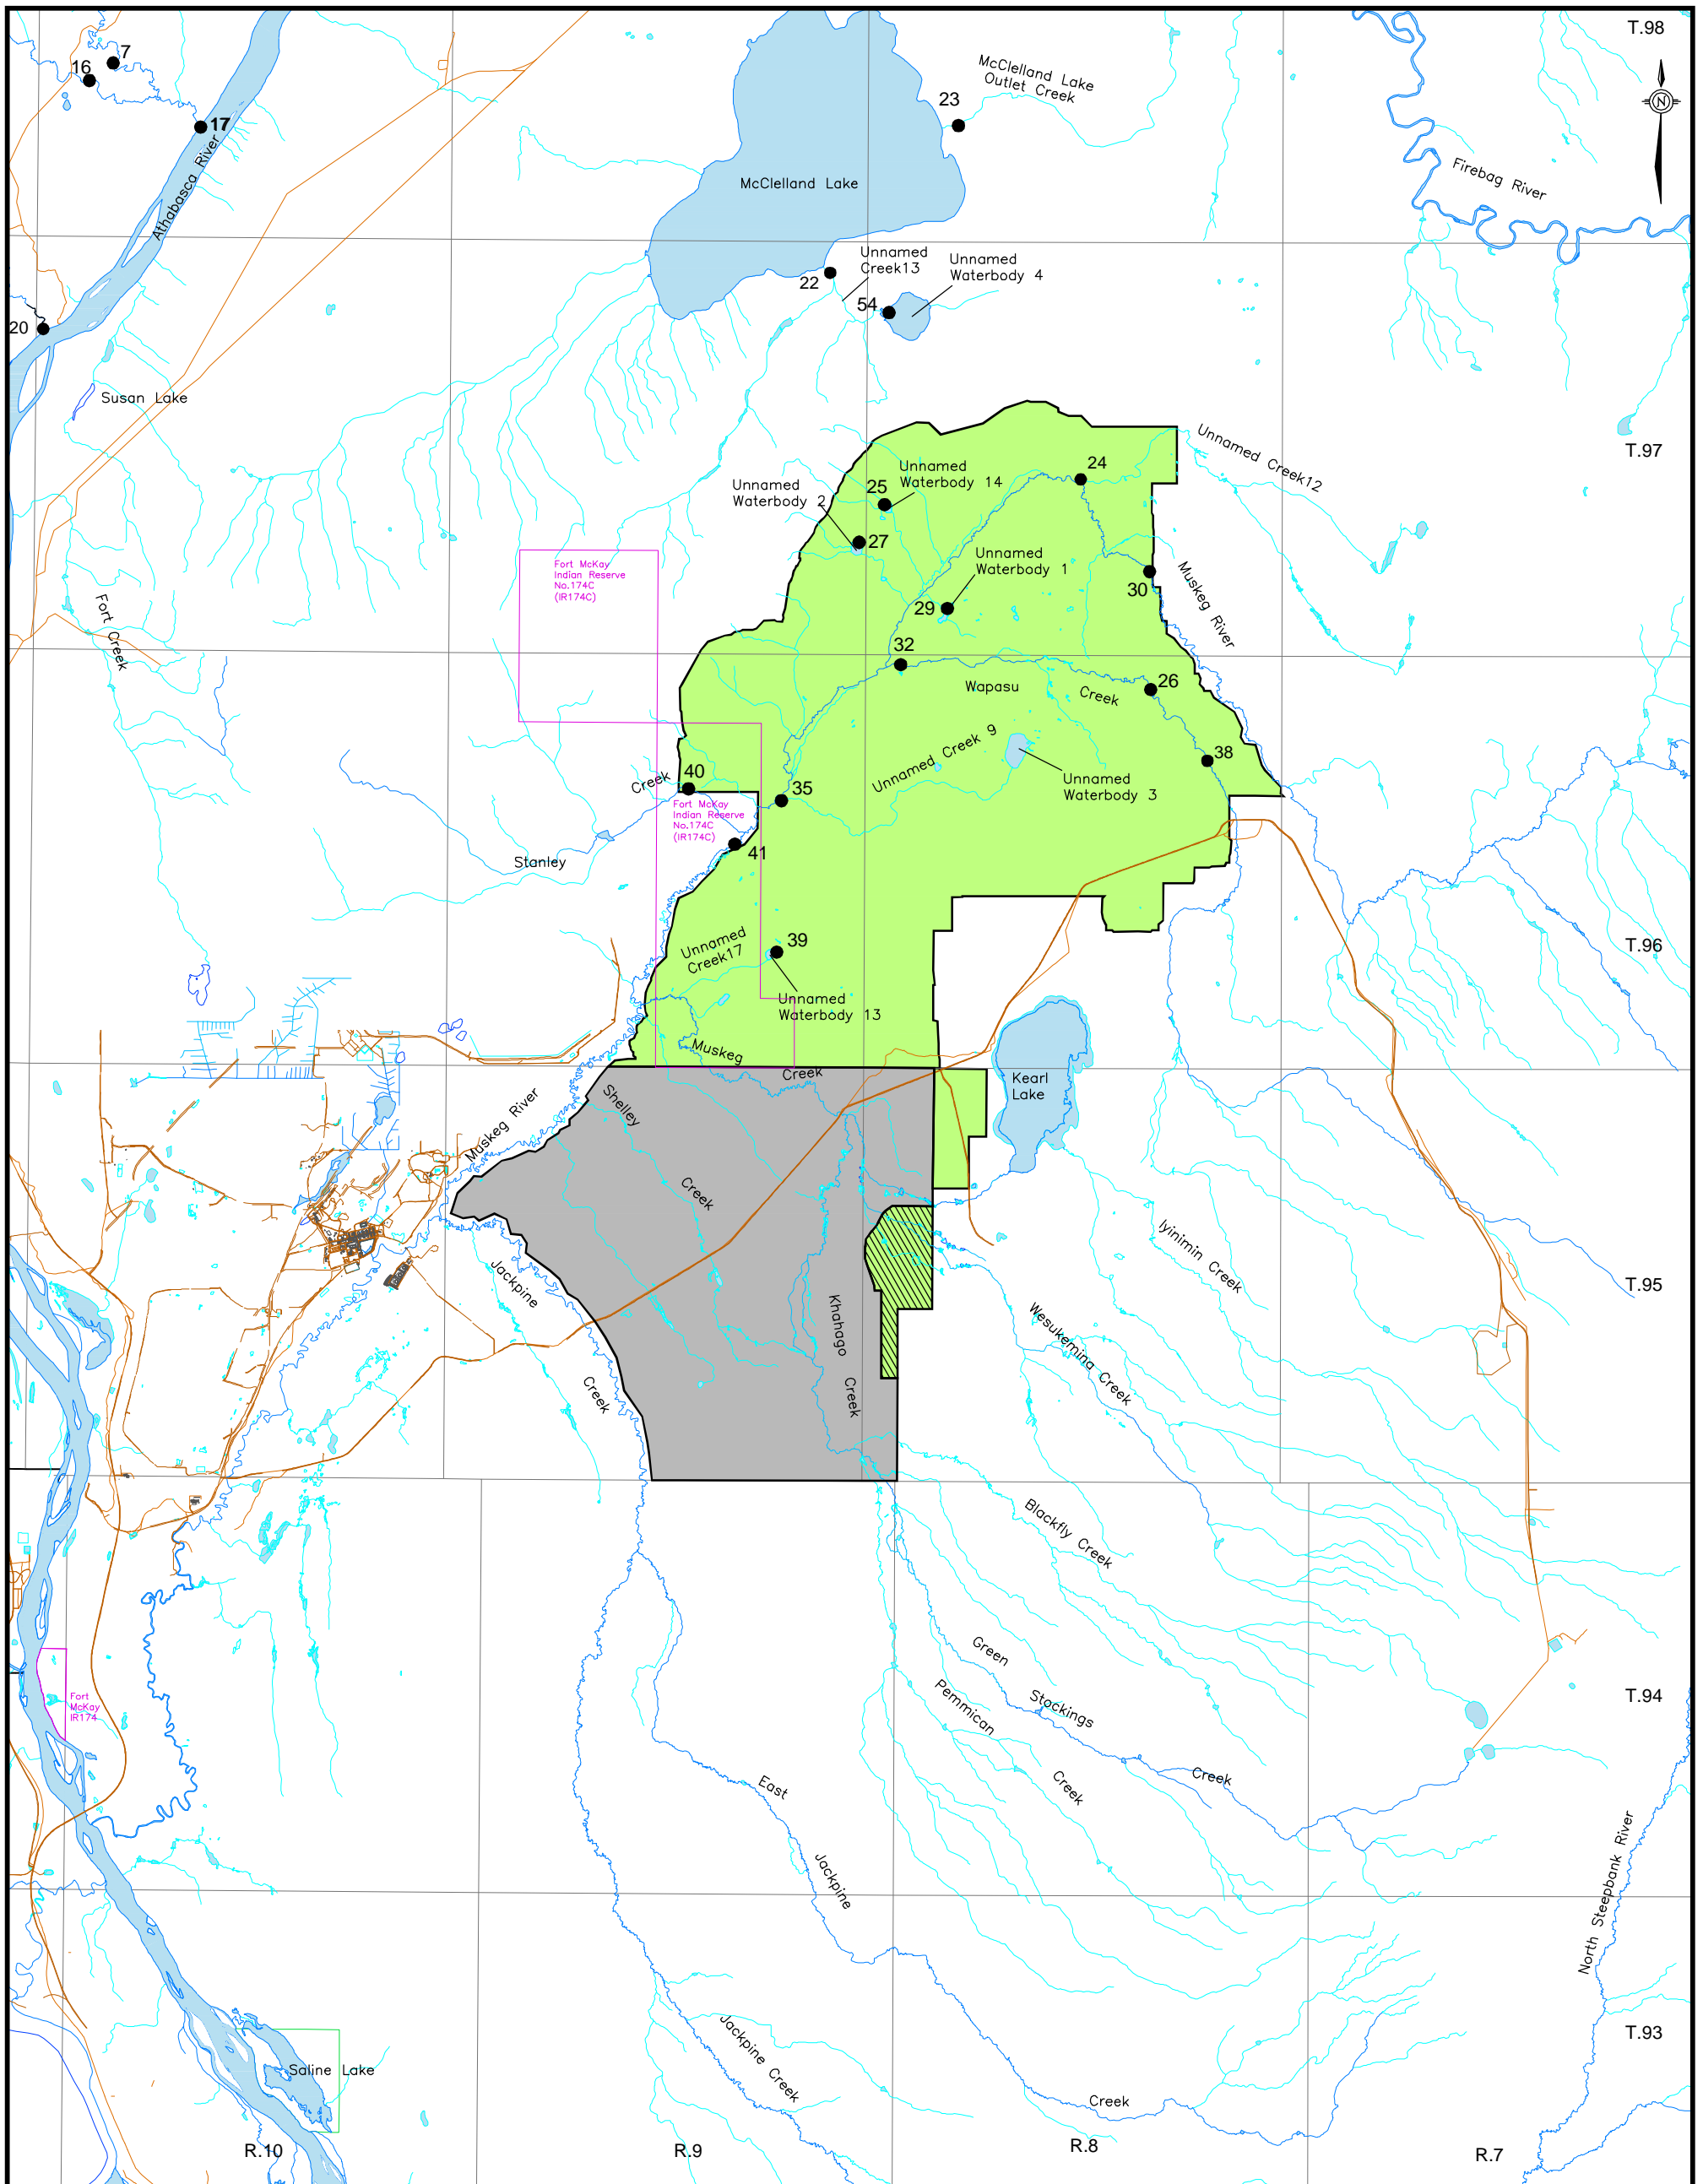 T.98
7
16
17
McClelland Lake
Outlet Creek
23
N
Athabasca River
McClelland Lake
Firebag River
Unnamed
Creek13
Unnamed
Waterbody 4
22
54
20
Susan Lake
T.97
Unnamed Creek12
24
Unnamed
Waterbody 14
25
Unnamed
Waterbody 2
27
Unnamed
Waterbody 1
29
30
Muskeg River
Fort McKay
Indian Reserve
No.174C
(IR174C)
Fort Creek
32
Wapasu
Creek
26
38
Unnamed Creek 9
Unnamed
Waterbody 3
40
Creek
35
Fort McKay
Indian Reserve
No.174C
(IR174C)
41
Stanley
39
Unnamed
Creek17
T.96
Unnamed
Waterbody 13
Muskeg
Creek
Kearl
Lake
Shelley
Creek
Muskeg River
Iyinimin Creek
Jackpine
Creek
T.95
Khahago
Creek
Wesukemina Creek
Blackfly Creek
Green
Stockings
Creek
Pemmican
Creek
Fort
McKay
IR174
T.94
East
Jackpine
Creek
North Steepbank River
T.93
Jackpine Creek
Saline Lake
R.10
R.9
R.8
R.7